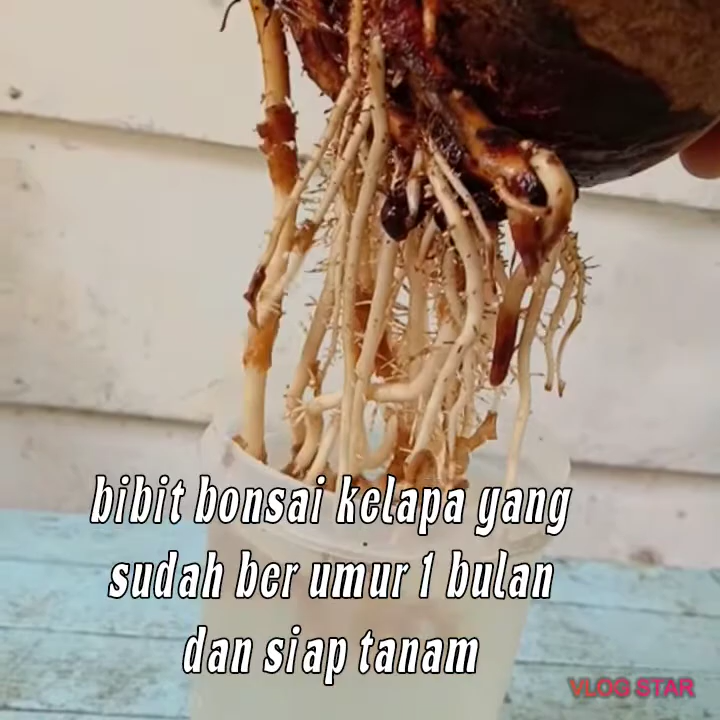 bibit bonsai kelapa yang
sudah ber umur 1 bulan
dan siap tanam
VLOG STAR